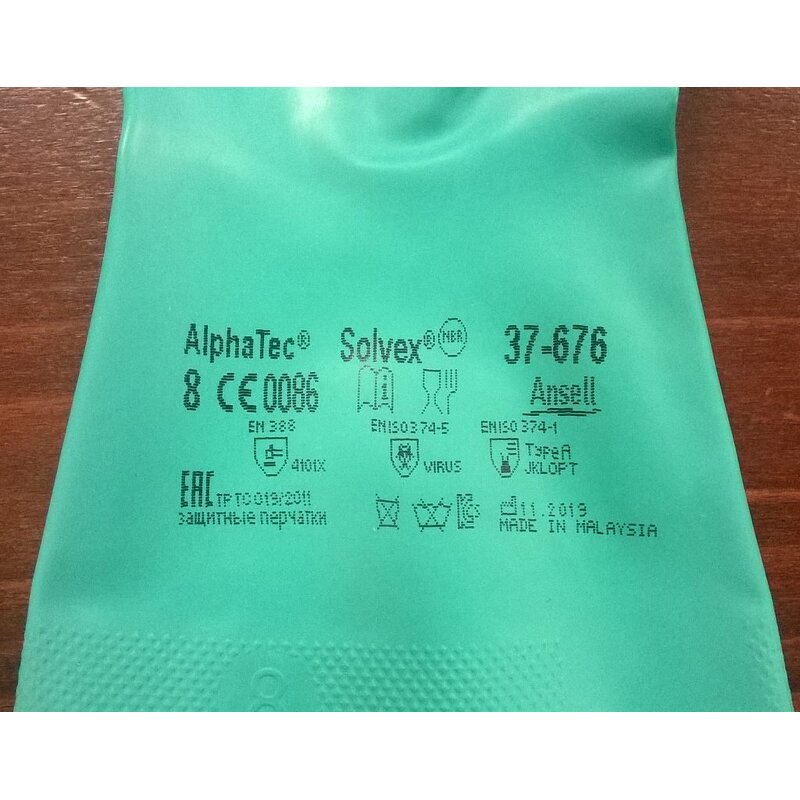 AlphaTec® Solvex® NBR 37-676
8 CE 0086 i Ansell
EN 388 EN ISO 374-5 EN ISO 374-1
4101X VIRUS Type A
JKLOPT
EAC TP TC 019/2011
защитные перчатки
11.2019
MADE IN MALAYSIA
8